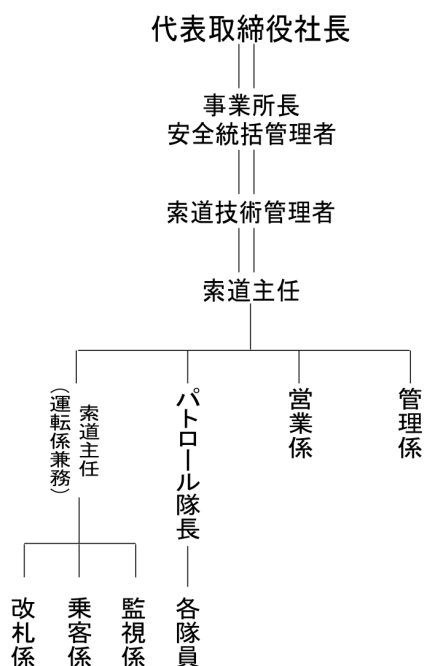 代表取締役社長
事業所長
安全統括管理者
索道技術管理者
索道主任
索道主任
（運転係兼務）
パトロール隊長
営業係
管理係
改札係
乗客係
監視係
各隊員